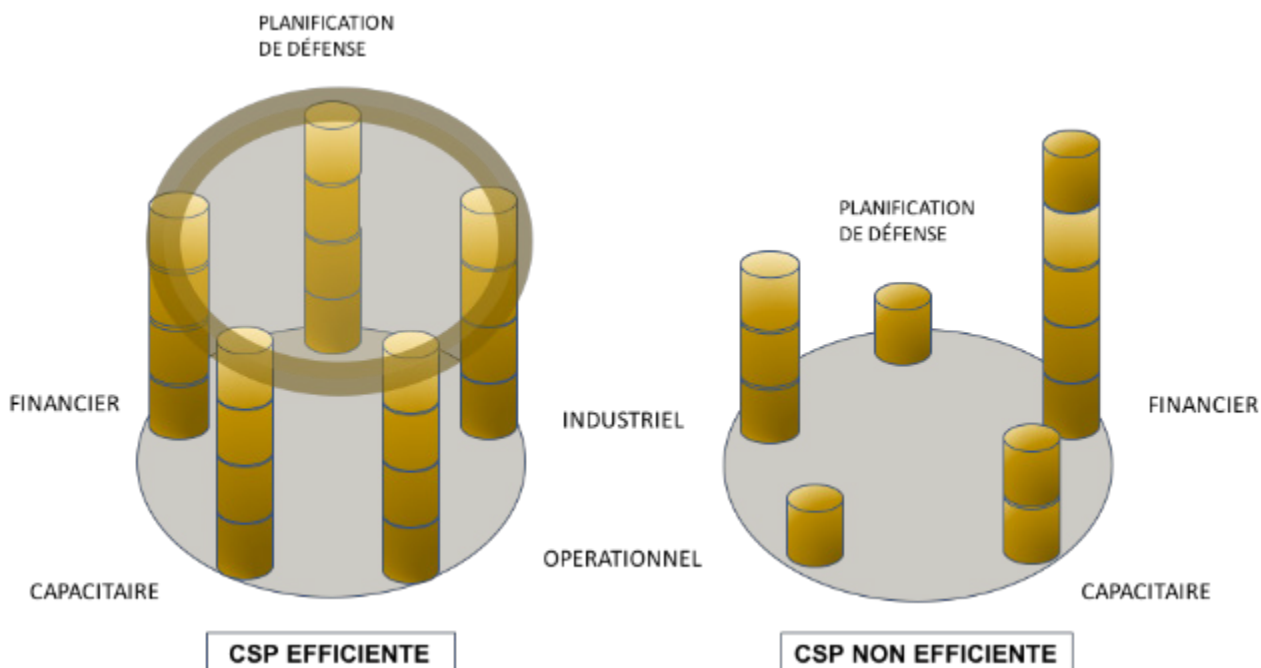 PLANIFICATION
DE DÉFENSE
PLANIFICATION
DE DÉFENSE
FINANCIER
INDUSTRIEL
FINANCIER
OPERATIONNEL
CAPACITAIRE
CAPACITAIRE
CSP EFFICIENTE
CSP NON EFFICIENTE